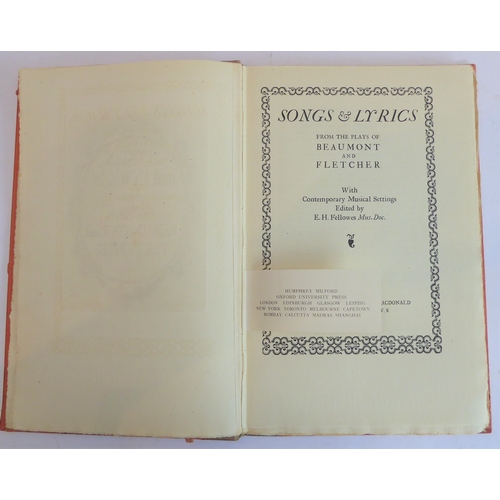 SONGS & LYRICS
FROM THE PLAYS OF
BEAUMONT
AND
FLETCHER
With
Contemporary Musical Settings
Edited by
E. H. Fellowes Mus. Doc.
HUMPHREY MILFORD
OXFORD UNIVERSITY PRESS
LONDON EDINBURGH GLASGOW LEIPZIG
NEW YORK TORONTO MELBOURNE CAPETOWN
BOMBAY CALCUTTA MADRAS SHANGHAI
CDONALD